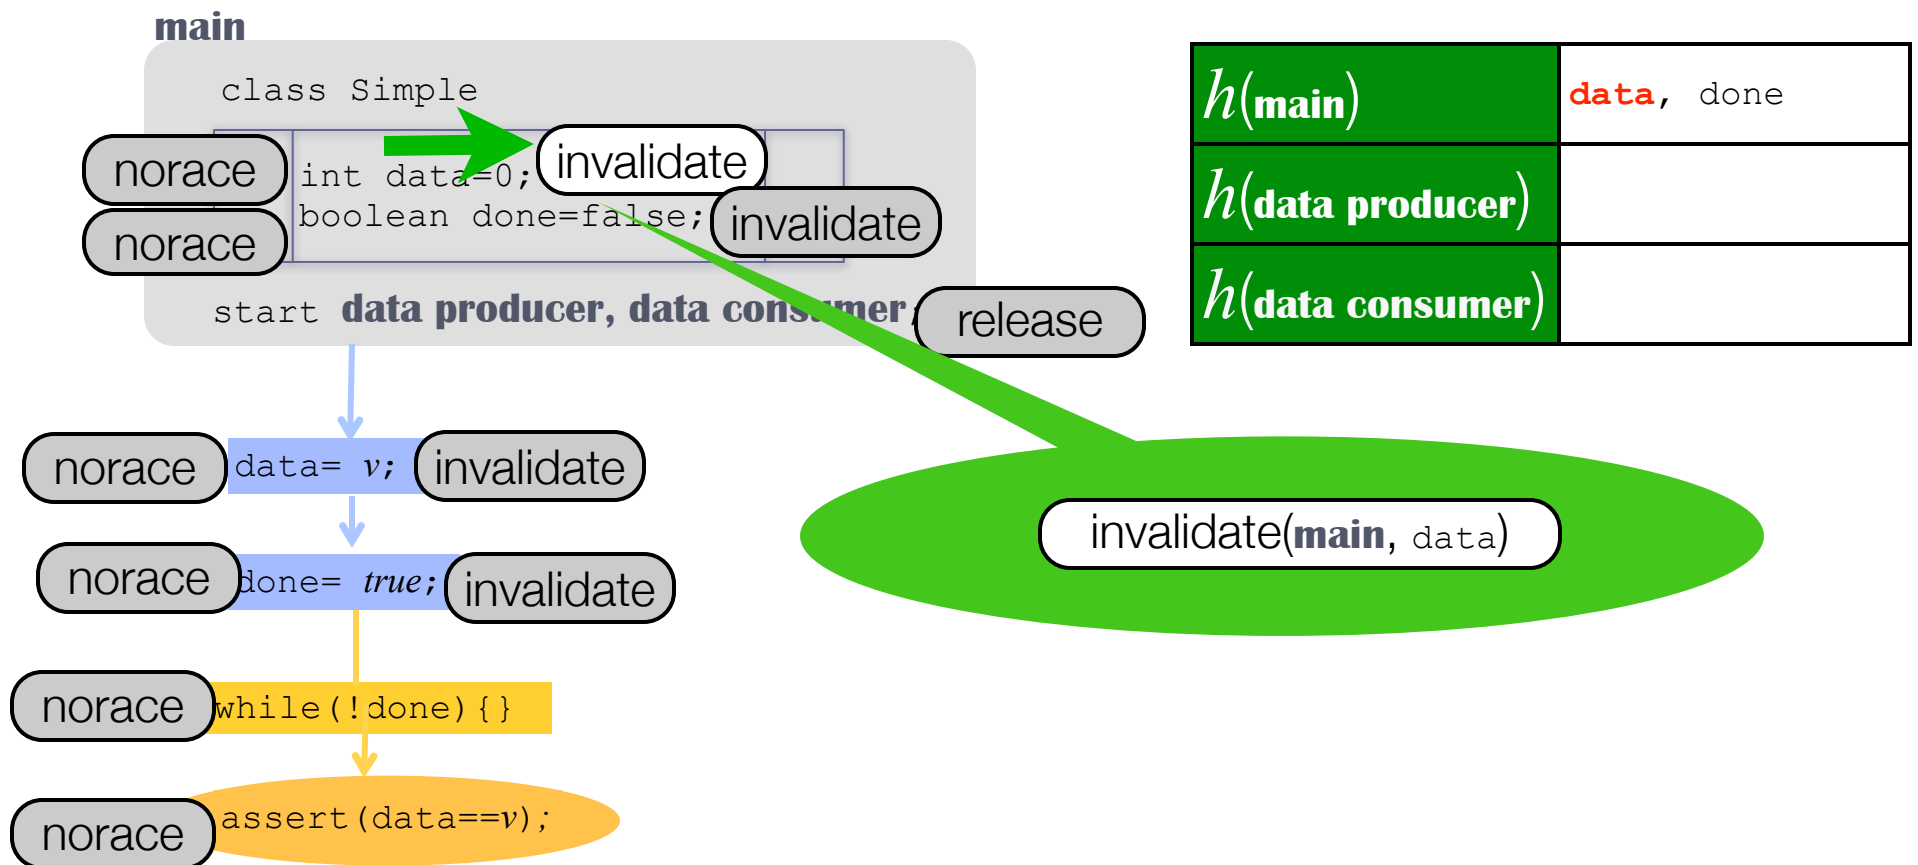 main
class Simple
norace int data=0; invalidate
norace boolean done=false; invalidate
start data producer, data consumer; release
norace data= v; invalidate
norace done= true; invalidate
norace while(!done){}
norace assert(data==v);
h(main) data, done
h(data producer)
h(data consumer)
invalidate(main, data)